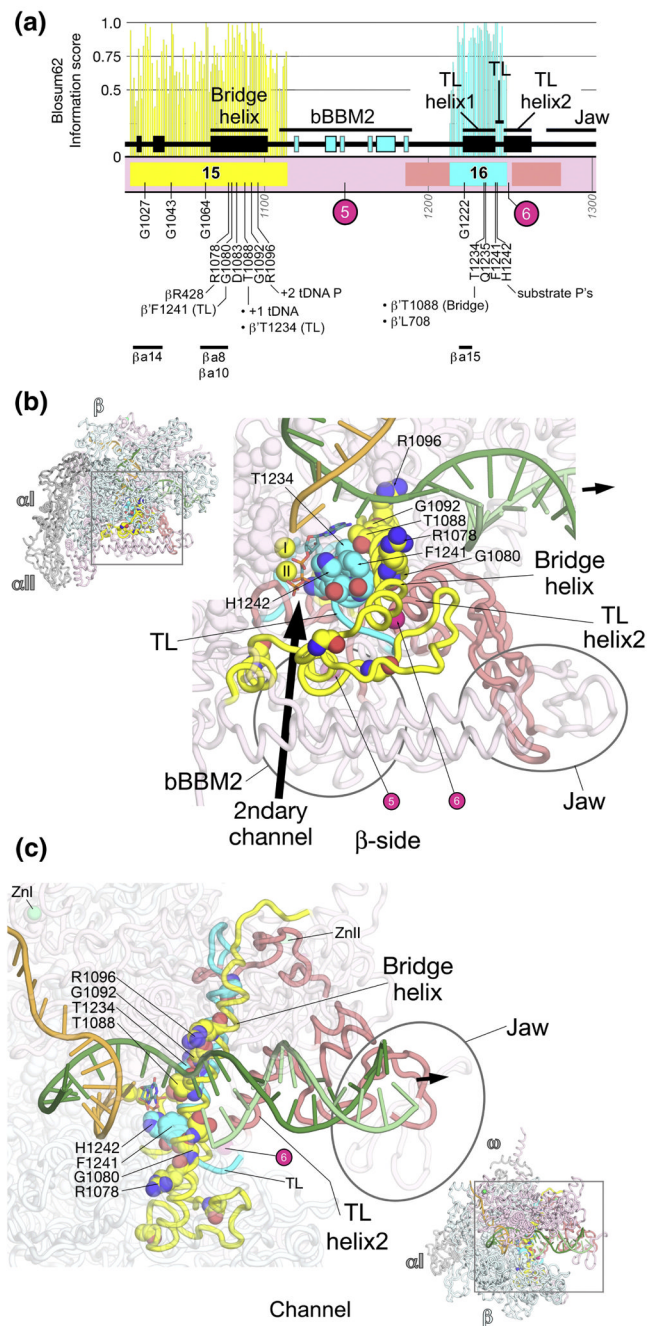 (a)
Blosum62
Information score
1.0
0.75
0.5
0
Bridge
helix
bBBM2
TL
helix1
TL
TL
helix2
Jaw
15
16
5
6
1100
1200
1300
G1027
G1043
G1064
R1078
G1080
D1083
T1088
G1092
R1096
G1222
T1234
Q1235
F1241
H1242
βR428
β'F1241 (TL)
+2 tDNA P
• +1 tDNA
• β'T1234 (TL)
• β'T1088 (Bridge)
• β'L708
substrate P's
βa14
βa8
βa10
βa15
(b)
β
αI
αII
R1096
T1234
G1092
T1088
R1078
F1241
G1080
I
II
H1242
Bridge
helix
TL
TL
helix2
bBBM2
2ndary
channel
5
6
Jaw
β-side
(c)
ZnI
ZnII
R1096
G1092
T1234
T1088
Bridge
helix
Jaw
H1242
F1241
G1080
R1078
6
TL
TL
helix2
ω
αI
β
Channel